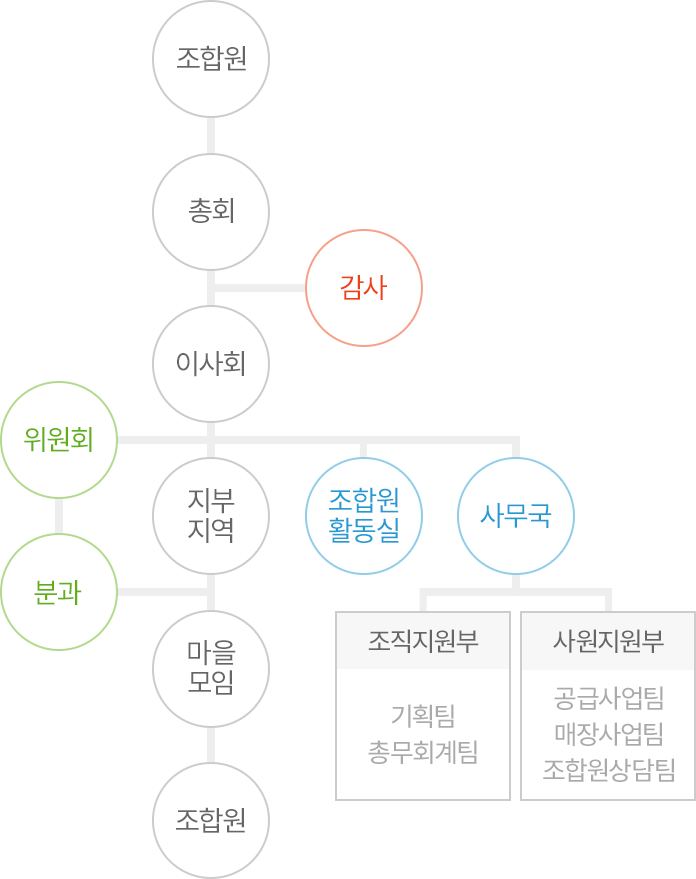 조합원
총회
감사
이사회
위원회
지부
지역
조합원
활동실
사무국
분과
마을
모임
조직지원부
기획팀
총무회계팀
사원지원부
공급사업팀
매장사업팀
조합원상담팀
조합원